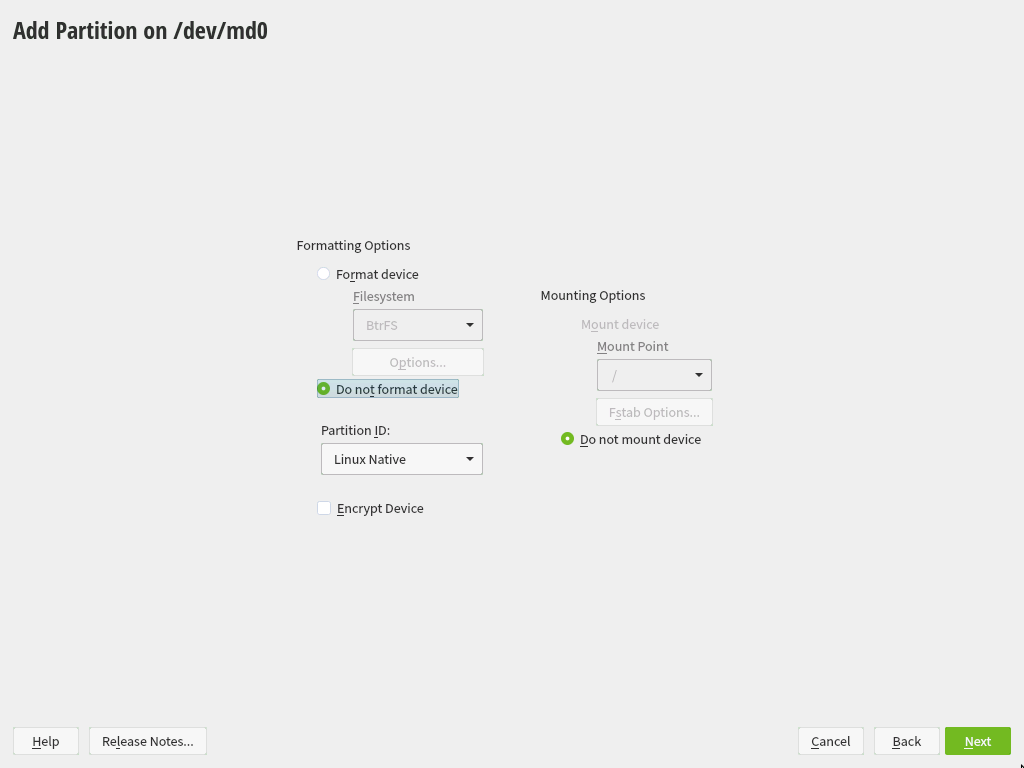 Add Partition on /dev/md0
Formatting Options
Format device
Filesystem
BtrFS
Options...
Do not format device
Partition ID:
Linux Native
Encrypt Device
Mounting Options
Mount device
Mount Point
/
Fstab Options...
Do not mount device
Help
Release Notes...
Cancel
Back
Next